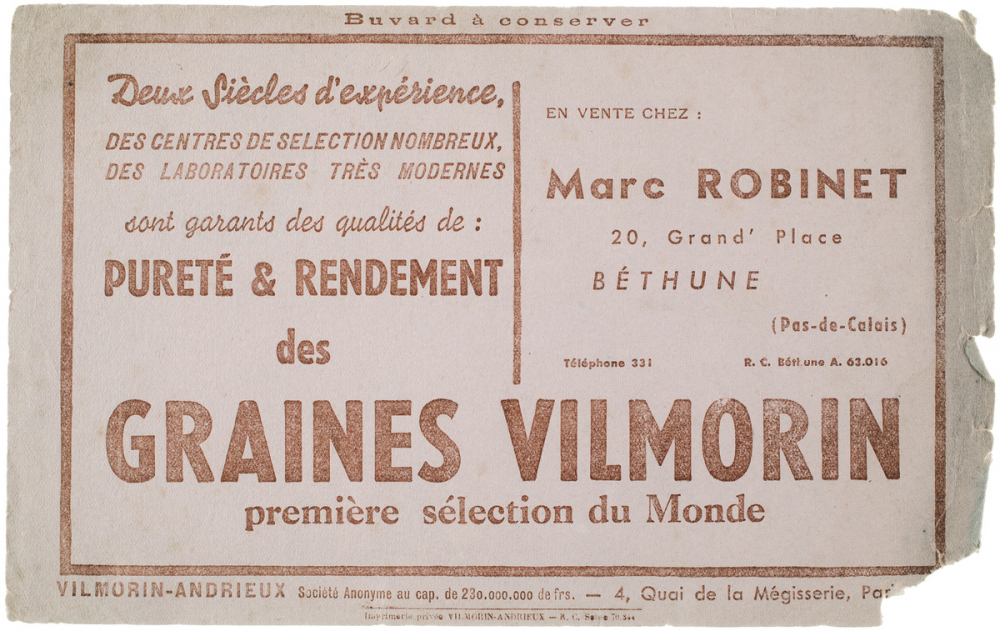 Buvard à conserver
Deux Siècles d'expérience,
DES CENTRES DE SELECTION NOMBREUX,
DES LABORATOIRES TRÈS MODERNES
sont garants des qualités de :
PURETÉ & RENDEMENT
des
EN VENTE CHEZ :
Marc ROBINET
20, Grand' Place
BÉTHUNE
(Pas-de-Calais)
Téléphone 331 R. C. Béthune A. 63.016
GRAINES VILMORIN
première sélection du Monde
VILMORIN-ANDRIEUX Société Anonyme au cap. de 230.000.000 de frs. — 4, Quai de la Mégisserie,
Imprimerie privée VILMORIN-ANDRIEUX — R. C. Seine